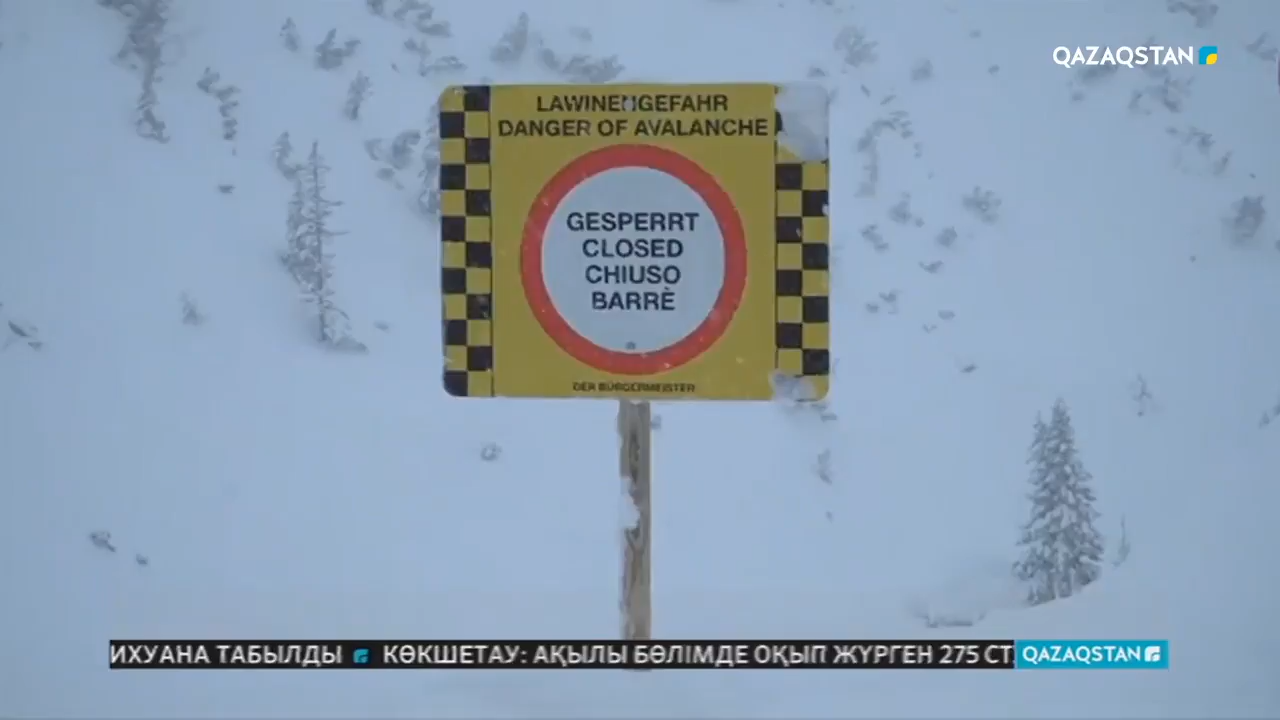 QAZAQSTAN
LAWINENGEFAHR
DANGER OF AVALANCHE
GESPERRT
CLOSED
CHIUSO
BARRÈ
DER BÜRGERMEISTER
ИХУАНА ТАБЫЛДЫ КӨКШЕТАУ: АҚЫЛЫ БӨЛІМДЕ ОҚЫП ЖҮРГЕН 275 СТ
QAZAQSTAN